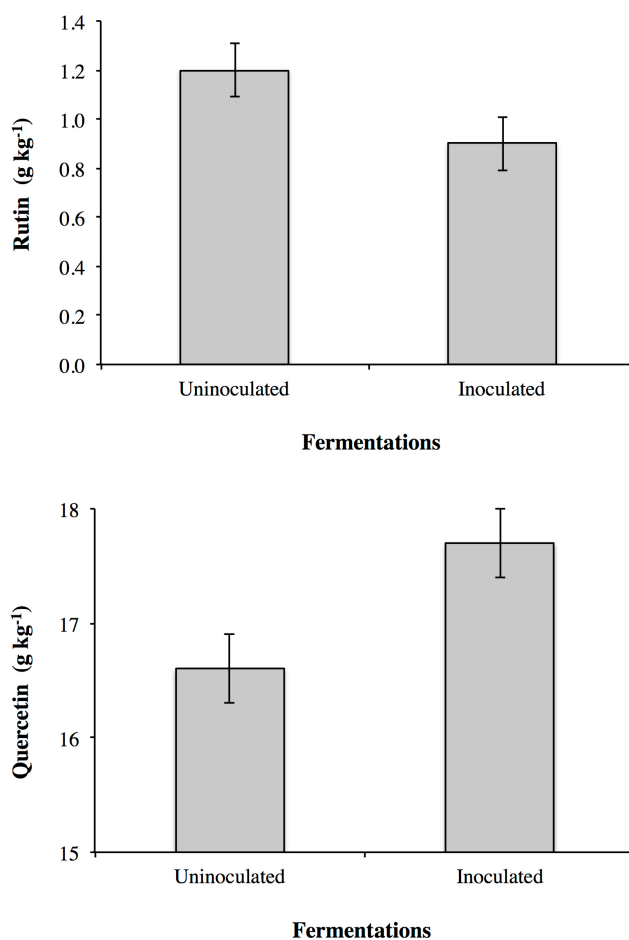 1.4
1.2
1.0
0.8
0.6
0.4
0.2
0.0
Rutin (g kg⁻¹)
Uninoculated Inoculated
Fermentations
18
17
16
15
Quercetin (g kg⁻¹)
Uninoculated Inoculated
Fermentations